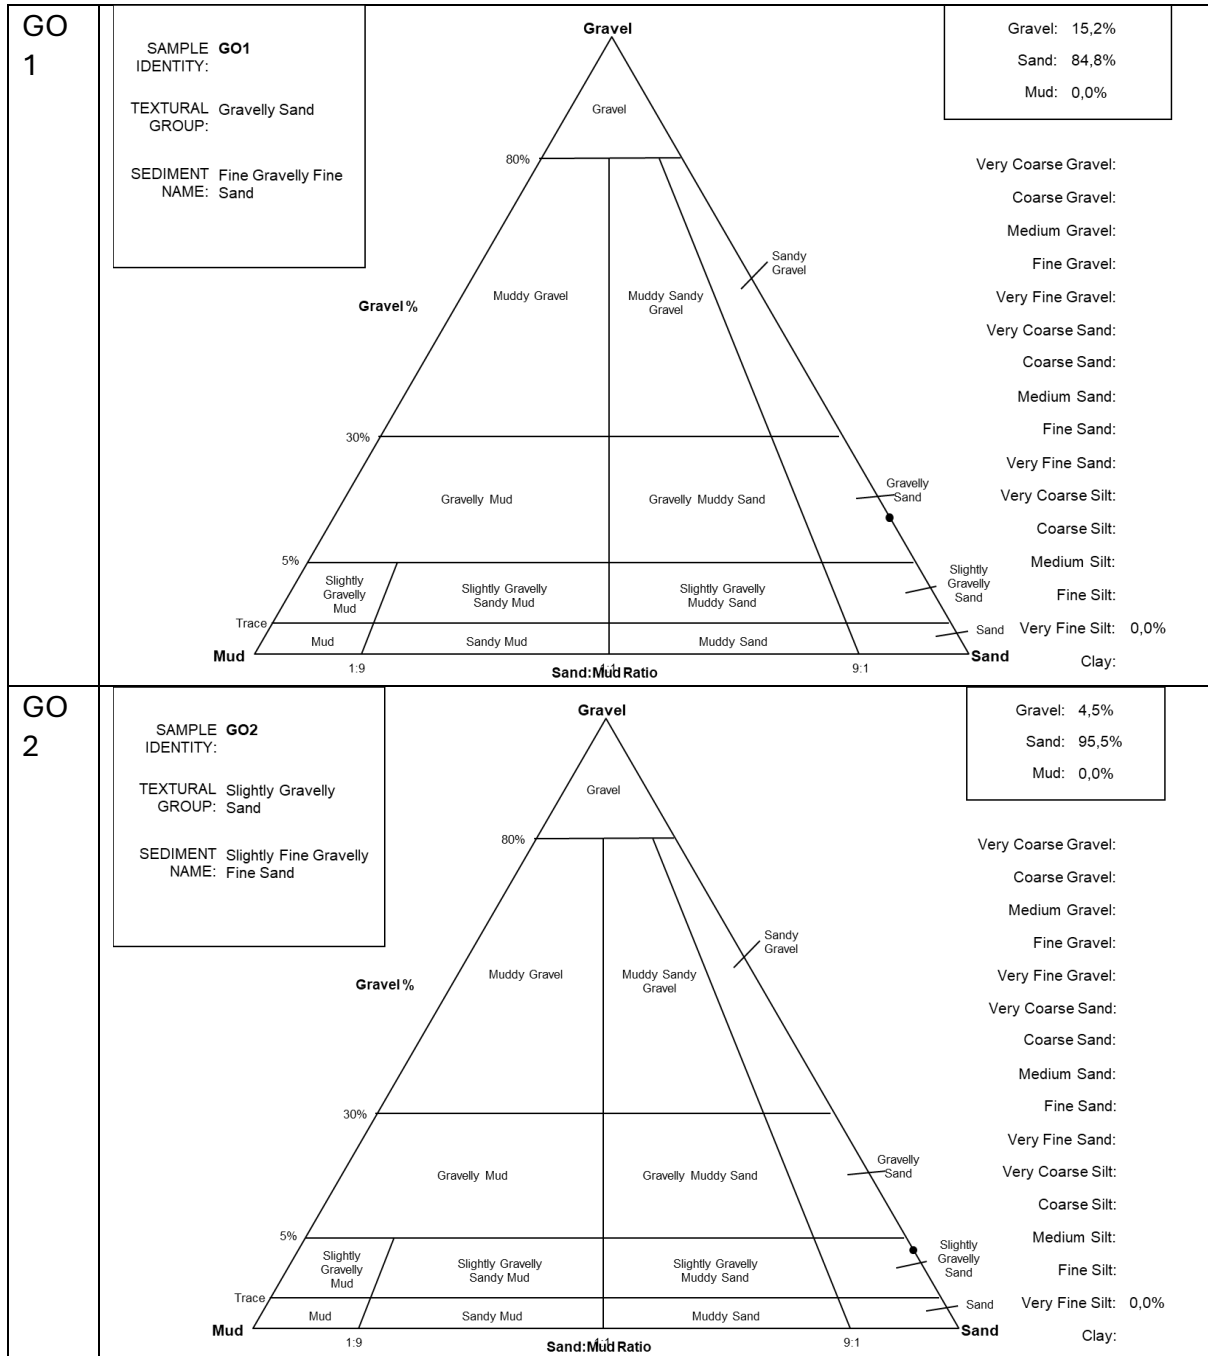 GO
1
SAMPLE GO1
IDENTITY:
TEXTURAL Gravelly Sand
GROUP:
SEDIMENT Fine Gravelly Fine
NAME: Sand
Gravel
Gravel: 15,2%
Sand: 84,8%
Mud: 0,0%
Gravel
80%
Sandy
Gravel
Muddy Gravel
Muddy Sandy
Gravel
Gravel %
30%
Gravelly
Sand
Gravelly Mud
Gravelly Muddy Sand
5%
Slightly
Gravelly
Mud
Slightly Gravelly
Sandy Mud
Slightly Gravelly
Muddy Sand
Slightly
Gravelly
Sand
Trace
Mud
Sandy Mud
Muddy Sand
Sand
Mud
Sand
1:9
1:1
9:1
Sand:Mud Ratio
Very Coarse Gravel:
Coarse Gravel:
Medium Gravel:
Fine Gravel:
Very Fine Gravel:
Very Coarse Sand:
Coarse Sand:
Medium Sand:
Fine Sand:
Very Fine Sand:
Very Coarse Silt:
Coarse Silt:
Medium Silt:
Fine Silt:
Very Fine Silt: 0,0%
Clay:
GO
2
SAMPLE GO2
IDENTITY:
TEXTURAL Slightly Gravelly
GROUP: Sand
SEDIMENT Slightly Fine Gravelly
NAME: Fine Sand
Gravel
Gravel: 4,5%
Sand: 95,5%
Mud: 0,0%
Gravel
80%
Sandy
Gravel
Muddy Gravel
Muddy Sandy
Gravel
Gravel %
30%
Gravelly
Sand
Gravelly Mud
Gravelly Muddy Sand
5%
Slightly
Gravelly
Mud
Slightly Gravelly
Sandy Mud
Slightly Gravelly
Muddy Sand
Slightly
Gravelly
Sand
Trace
Mud
Sandy Mud
Muddy Sand
Sand
Mud
Sand
1:9
1:1
9:1
Sand:Mud Ratio
Very Coarse Gravel:
Coarse Gravel:
Medium Gravel:
Fine Gravel:
Very Fine Gravel:
Very Coarse Sand:
Coarse Sand:
Medium Sand:
Fine Sand:
Very Fine Sand:
Very Coarse Silt:
Coarse Silt:
Medium Silt:
Fine Silt:
Very Fine Silt: 0,0%
Clay: